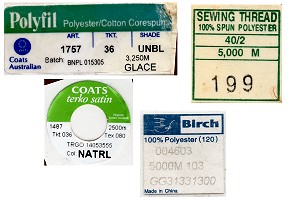 Polyfil
Polyester/Cotton Corespun
ART. TKT. SHADE
1757 36 UNBL
Batch: BNPL 015305 3,250M
GLACE
Coats
Australian
SEWING THREAD
100% SPUN POLYESTER
40/2
5,000 M
199
COATS
terko satin
1487 2500m
Tkt 036 Tex 080
TRGO 14053555
Col NATRL
Birch
100% Polyester (120)
004603
5000M 103
GG31331300
Made in China